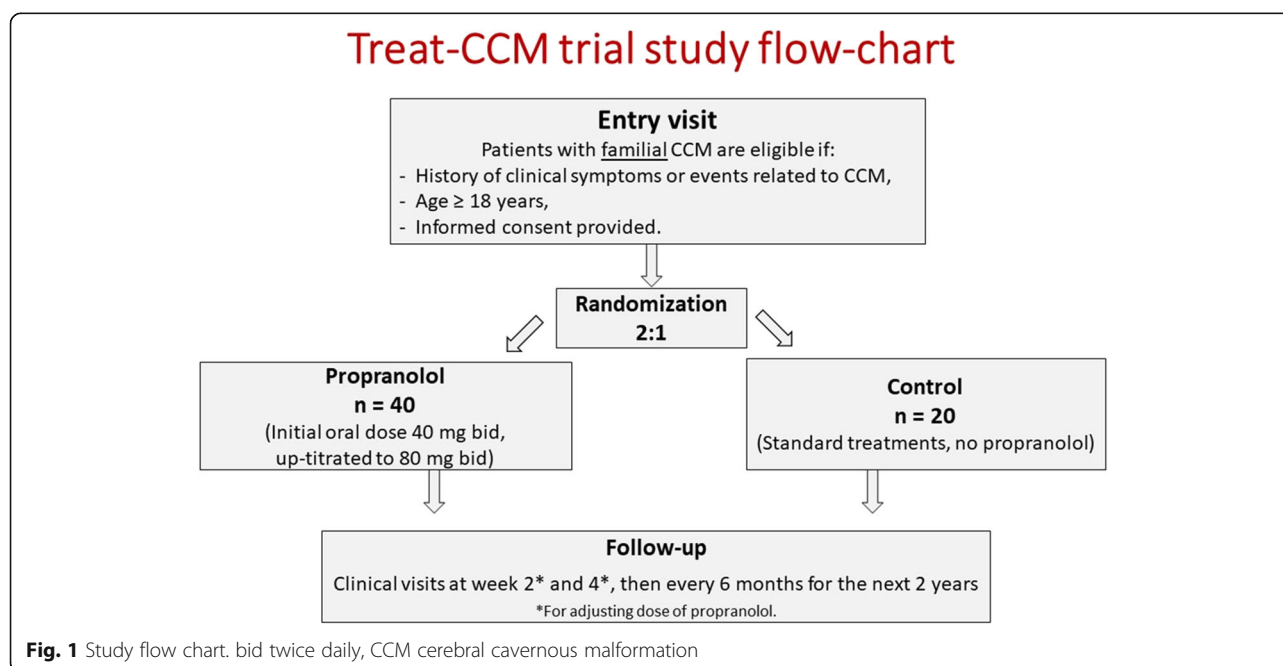 Treat-CCM trial study flow-chart
Entry visit
Patients with familial CCM are eligible if:
- History of clinical symptoms or events related to CCM,
- Age ≥ 18 years,
- Informed consent provided.
Randomization
2:1
Propranolol
n = 40
(Initial oral dose 40 mg bid,
up-titrated to 80 mg bid)
Control
n = 20
(Standard treatments, no propranolol)
Follow-up
Clinical visits at week 2* and 4*, then every 6 months for the next 2 years
*For adjusting dose of propranolol.
Fig. 1 Study flow chart. bid twice daily, CCM cerebral cavernous malformation